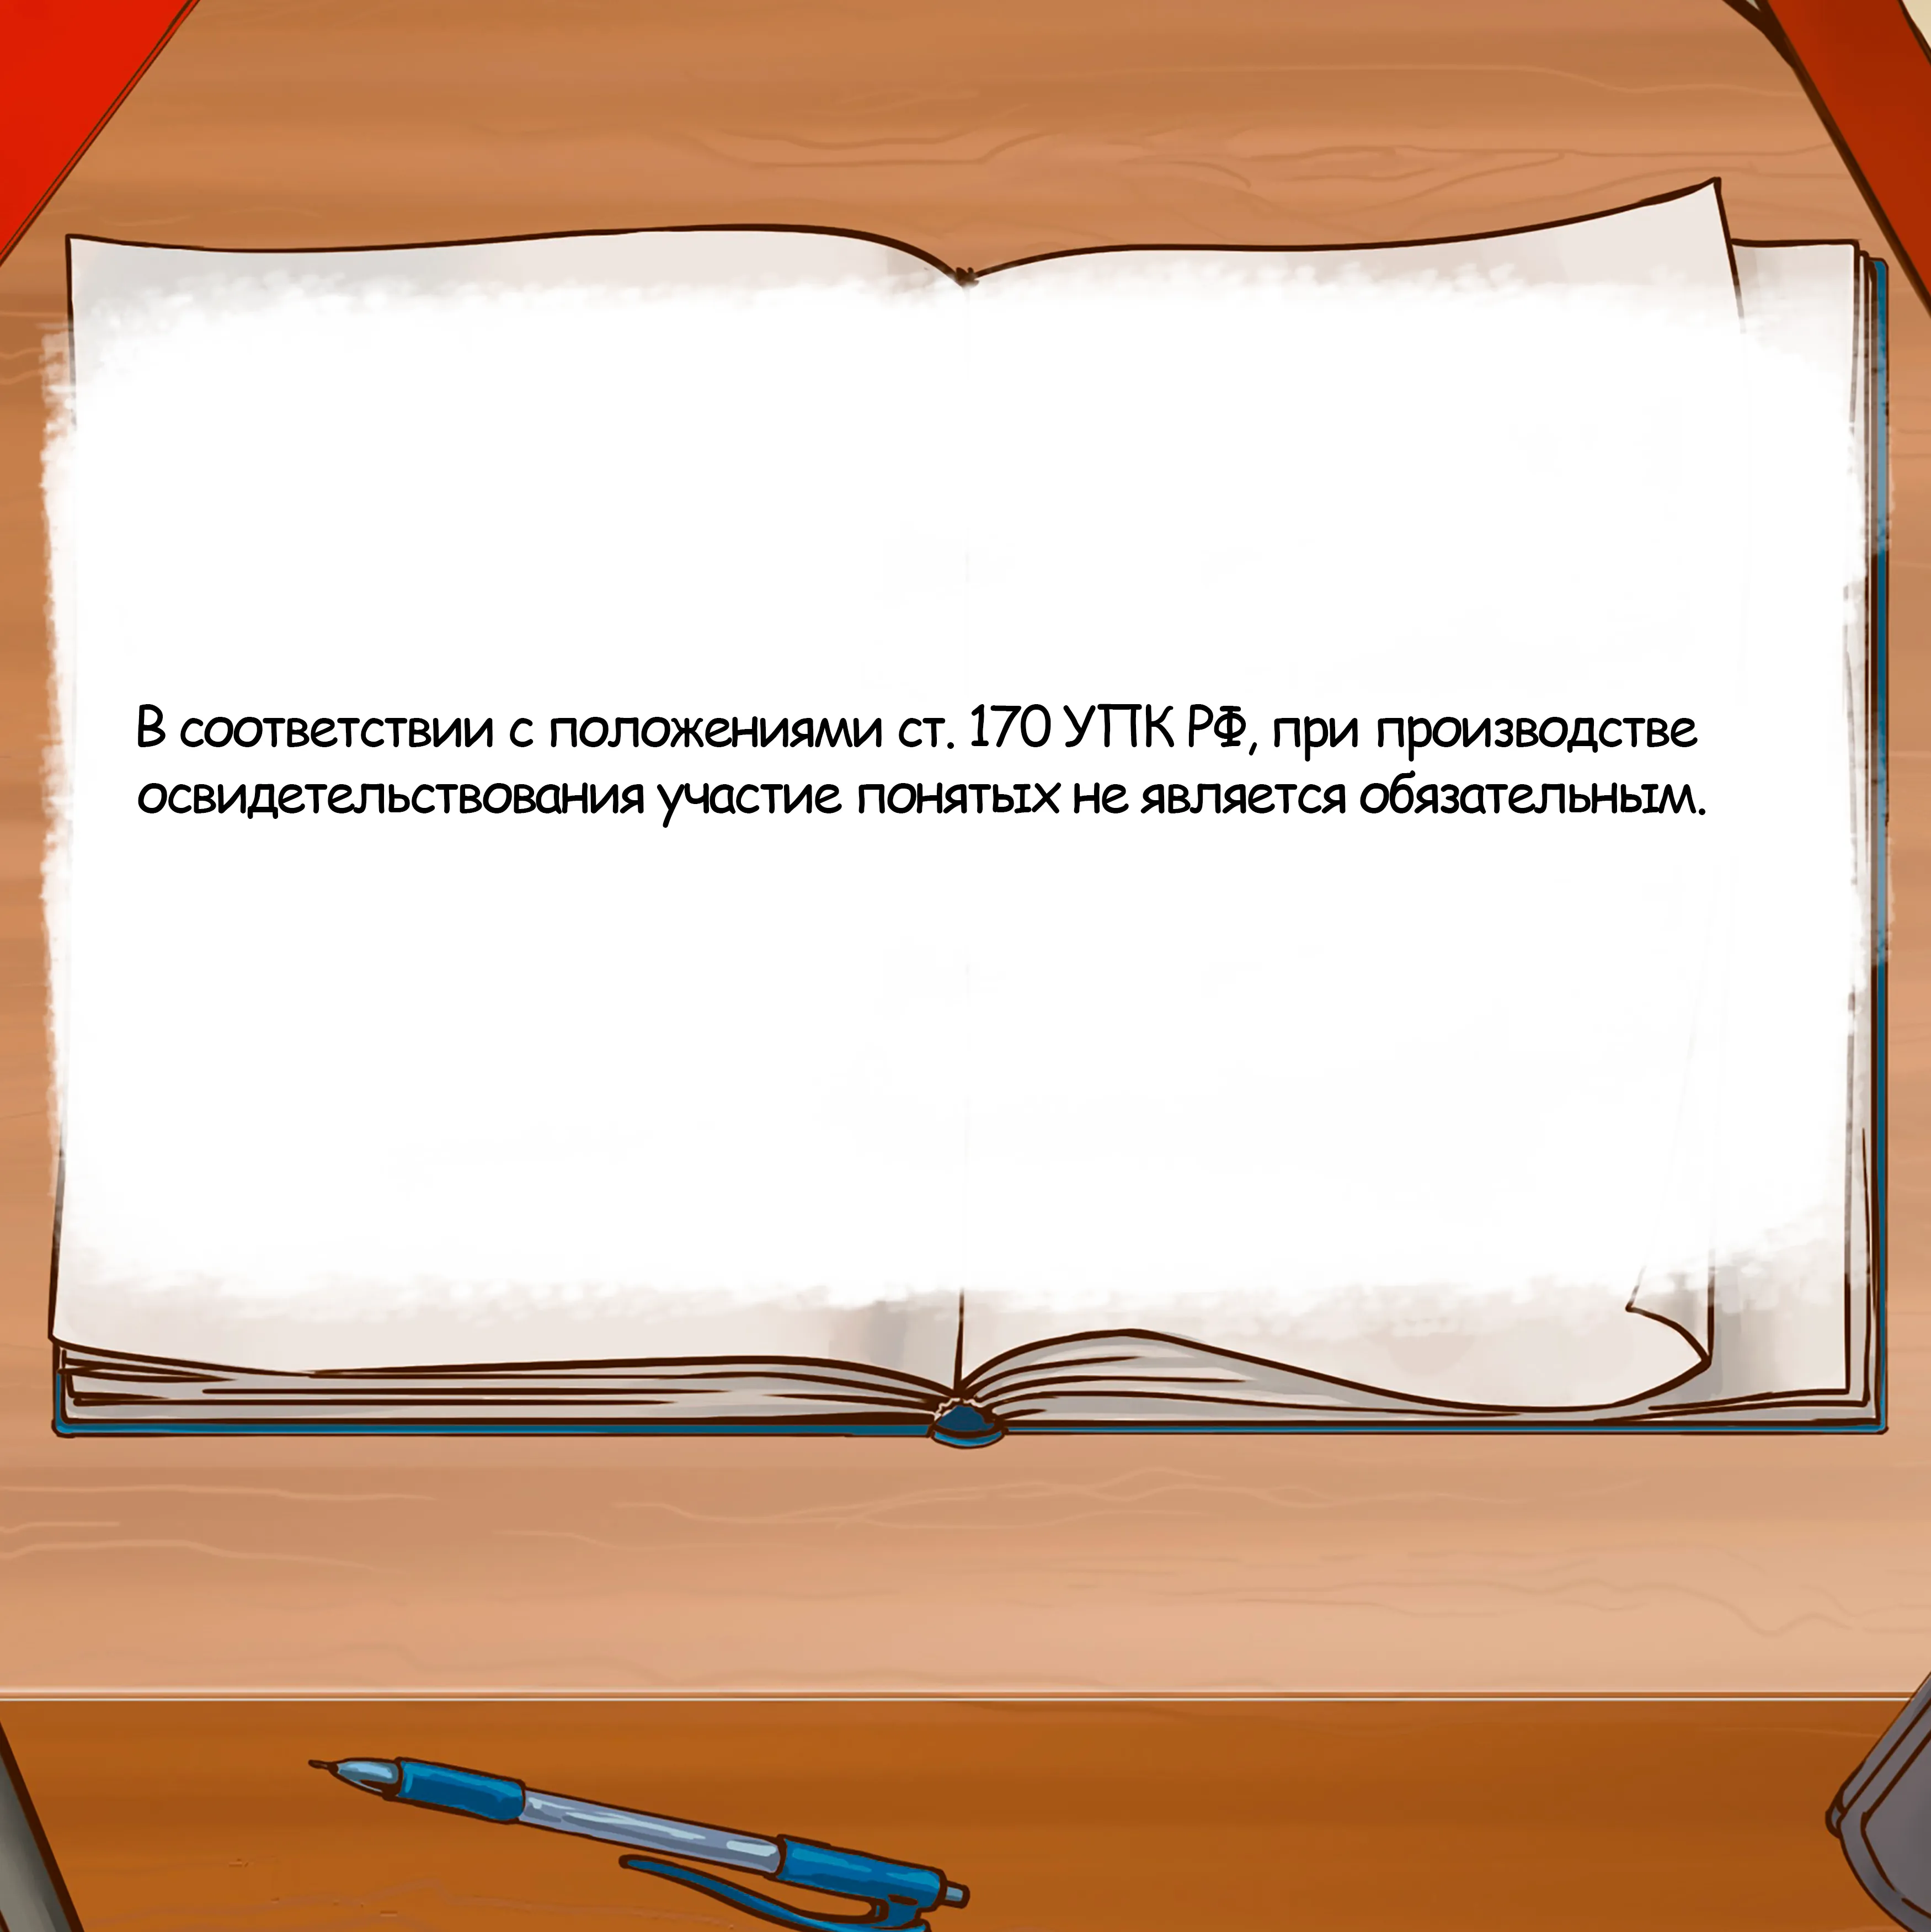 В соответствии с положениями ст. 170 УПК РФ, при производстве
освидетельствования участие понятых не является обязательным.